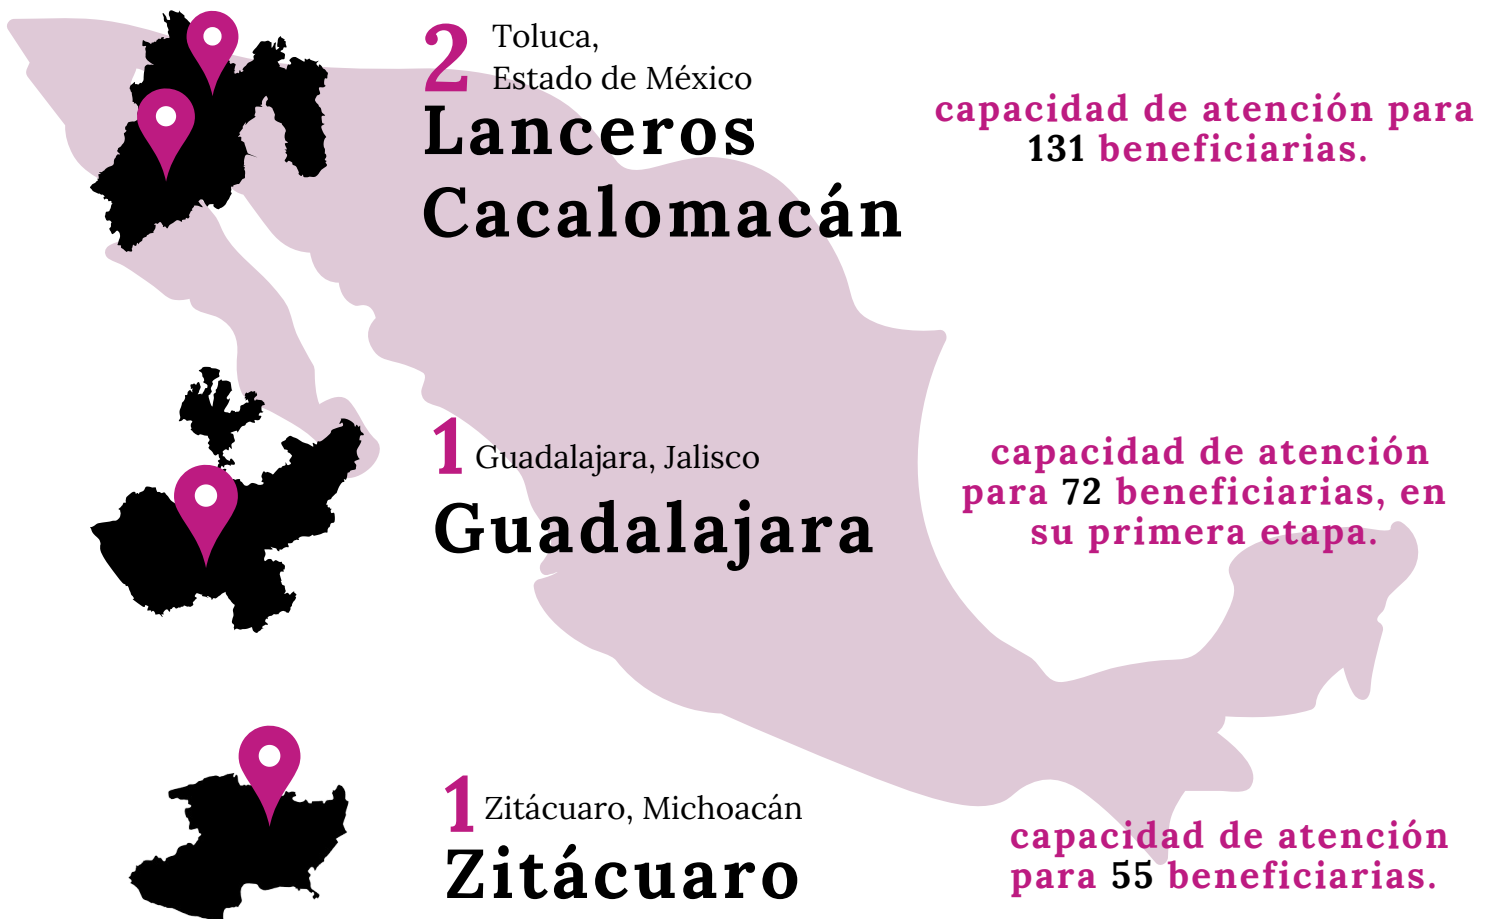 2 Toluca,
Estado de México
Lanceros
Cacalomacán
capacidad de atención para
131 beneficiarias.
1 Guadalajara, Jalisco
Guadalajara
capacidad de atención
para 72 beneficiarias, en
su primera etapa.
1 Zitácuaro, Michoacán
Zitácuaro
capacidad de atención
para 55 beneficiarias.